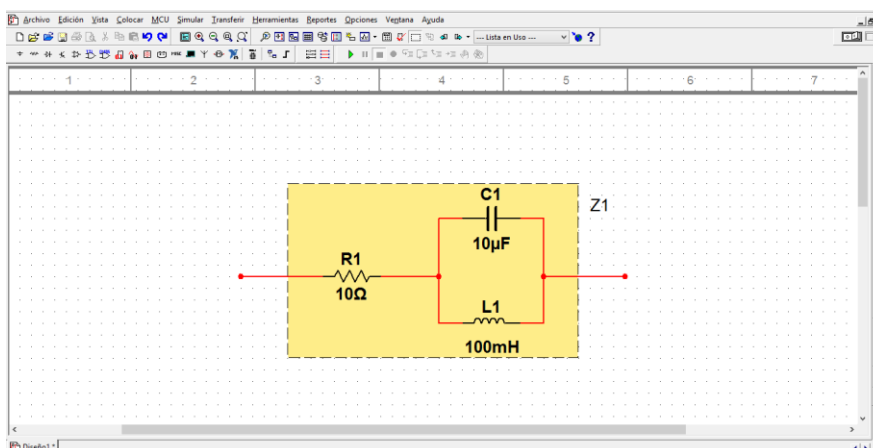 Archivo Edición Vista Colocar MCU Simular Transferir Herramientas Reportes Opciones Ventana Ayuda
--- Lista en Uso ---
1 2 3 4 5 6 7
C1
Z1
10µF
R1
10Ω
L1
100mH
Diseño1 *